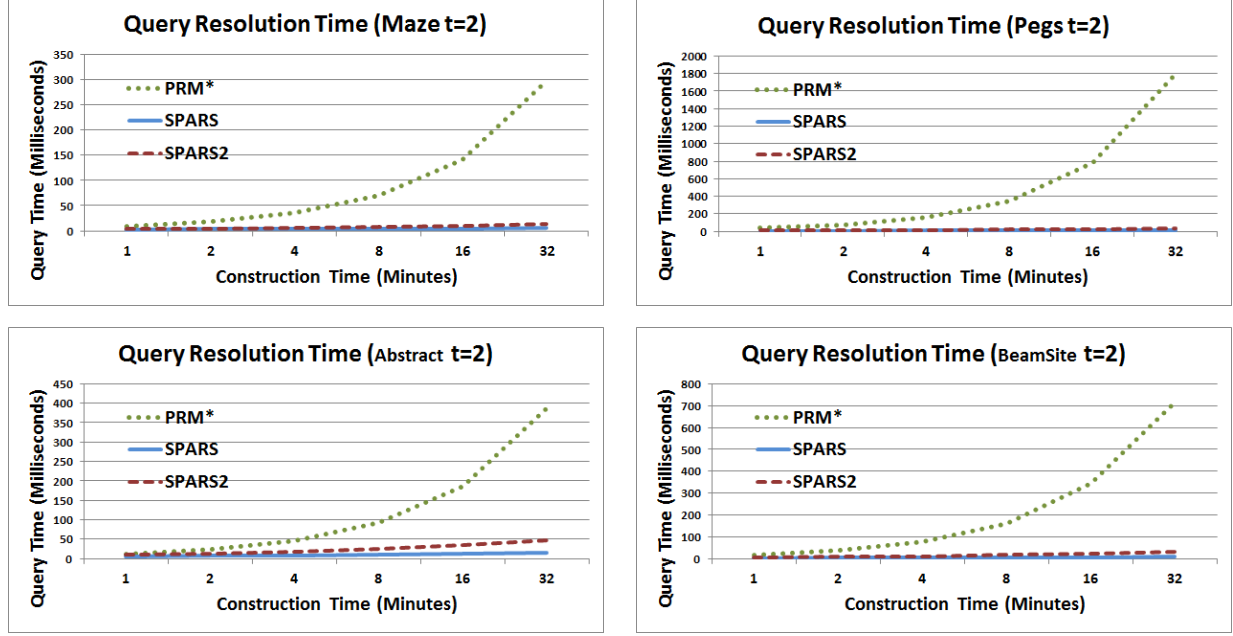 Query Resolution Time (Maze t=2)
Query Time (Milliseconds)
350
300
250
200
150
100
50
0
PRM*
SPARS
SPARS2
1 2 4 8 16 32
Construction Time (Minutes)
Query Resolution Time (Pegs t=2)
Query Time (Milliseconds)
2000
1800
1600
1400
1200
1000
800
600
400
200
0
PRM*
SPARS
SPARS2
1 2 4 8 16 32
Construction Time (Minutes)
Query Resolution Time (Abstract t=2)
Query Time (Milliseconds)
450
400
350
300
250
200
150
100
50
0
PRM*
SPARS
SPARS2
1 2 4 8 16 32
Construction Time (Minutes)
Query Resolution Time (BeamSite t=2)
Query Time (Milliseconds)
800
700
600
500
400
300
200
100
0
PRM*
SPARS
SPARS2
1 2 4 8 16 32
Construction Time (Minutes)